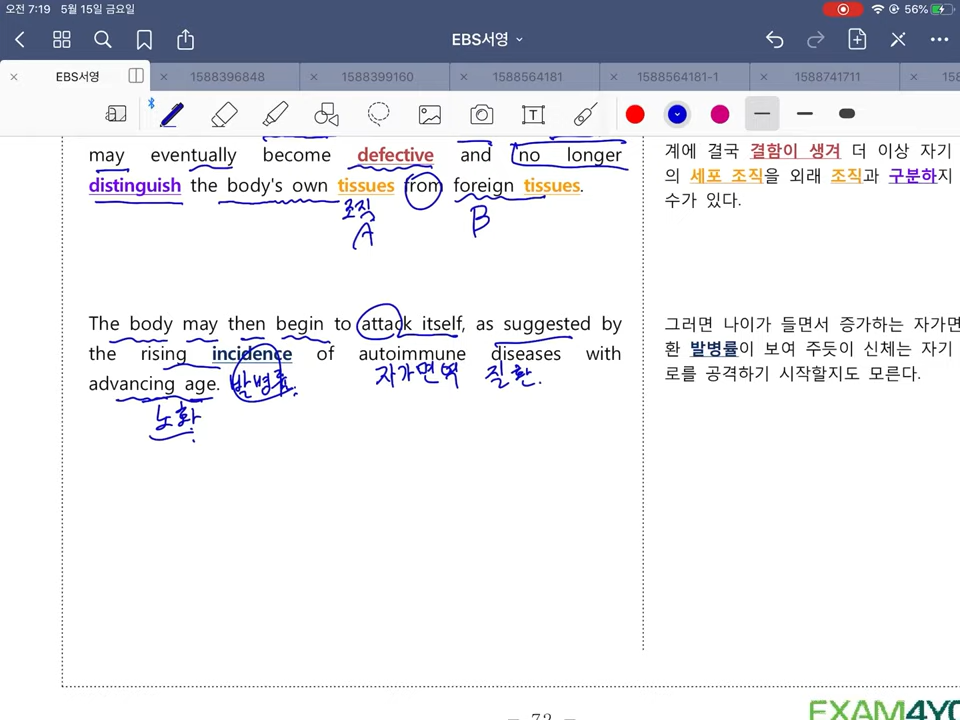 오전 7:19 5월 15일 금요일
56%
EBS서영
EBS서영
1588396848
1588399160
1588564181
1588564181-1
1588741711
may eventually become defective and no longer
distinguish the body's own tissues from foreign tissues.
조직
A
B
The body may then begin to attack itself, as suggested by
the rising incidence of autoimmune diseases with
advancing age. 발병률.
자가면역 질환.
노화
계에 결국 결함이 생겨 더 이상 자기
의 세포 조직을 외래 조직과 구분하지
수가 있다.
그러면 나이가 들면서 증가하는 자가면
환 발병률이 보여 주듯이 신체는 자기
로를 공격하기 시작할지도 모른다.
- 72 -